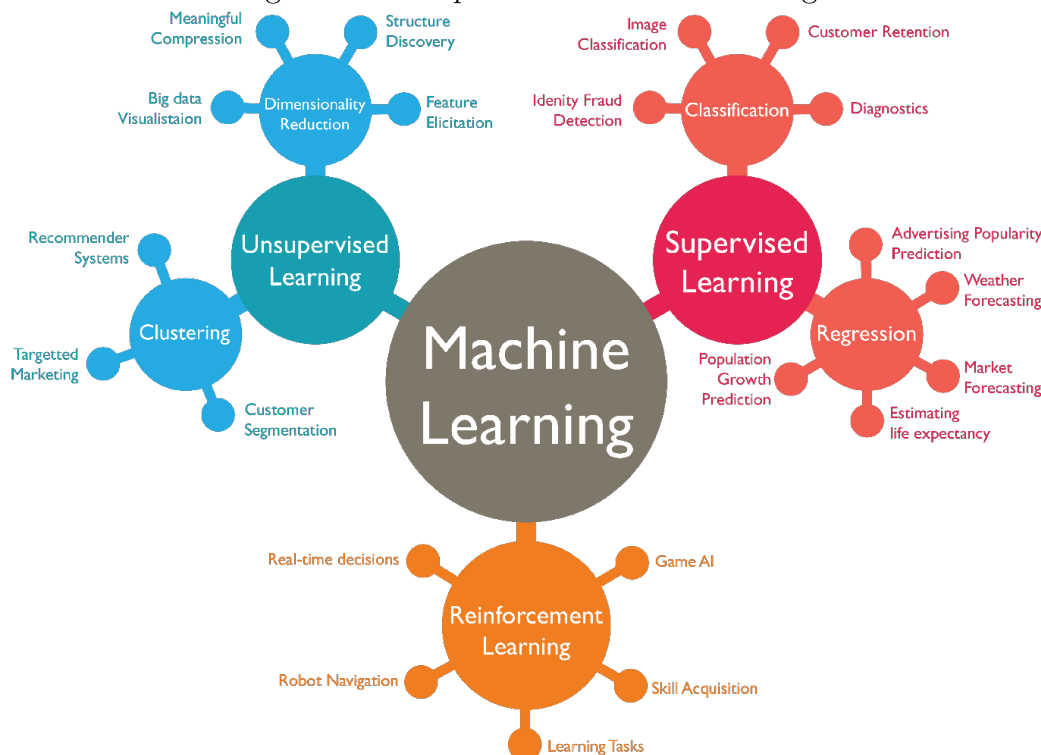 Meaningful
Compression
Structure
Discovery
Big data
Visualistaion
Dimensionality
Reduction
Feature
Elicitation
Image
Classification
Customer Retention
Idenity Fraud
Detection
Classification
Diagnostics
Recommender
Systems
Unsupervised
Learning
Clustering
Targetted
Marketing
Customer
Segmentation
Machine
Learning
Supervised
Learning
Advertising Popularity
Prediction
Weather
Forecasting
Regression
Population
Growth
Prediction
Market
Forecasting
Estimating
life expectancy
Real-time decisions
Game AI
Reinforcement
Learning
Robot Navigation
Skill Acquisition
Learning Tasks